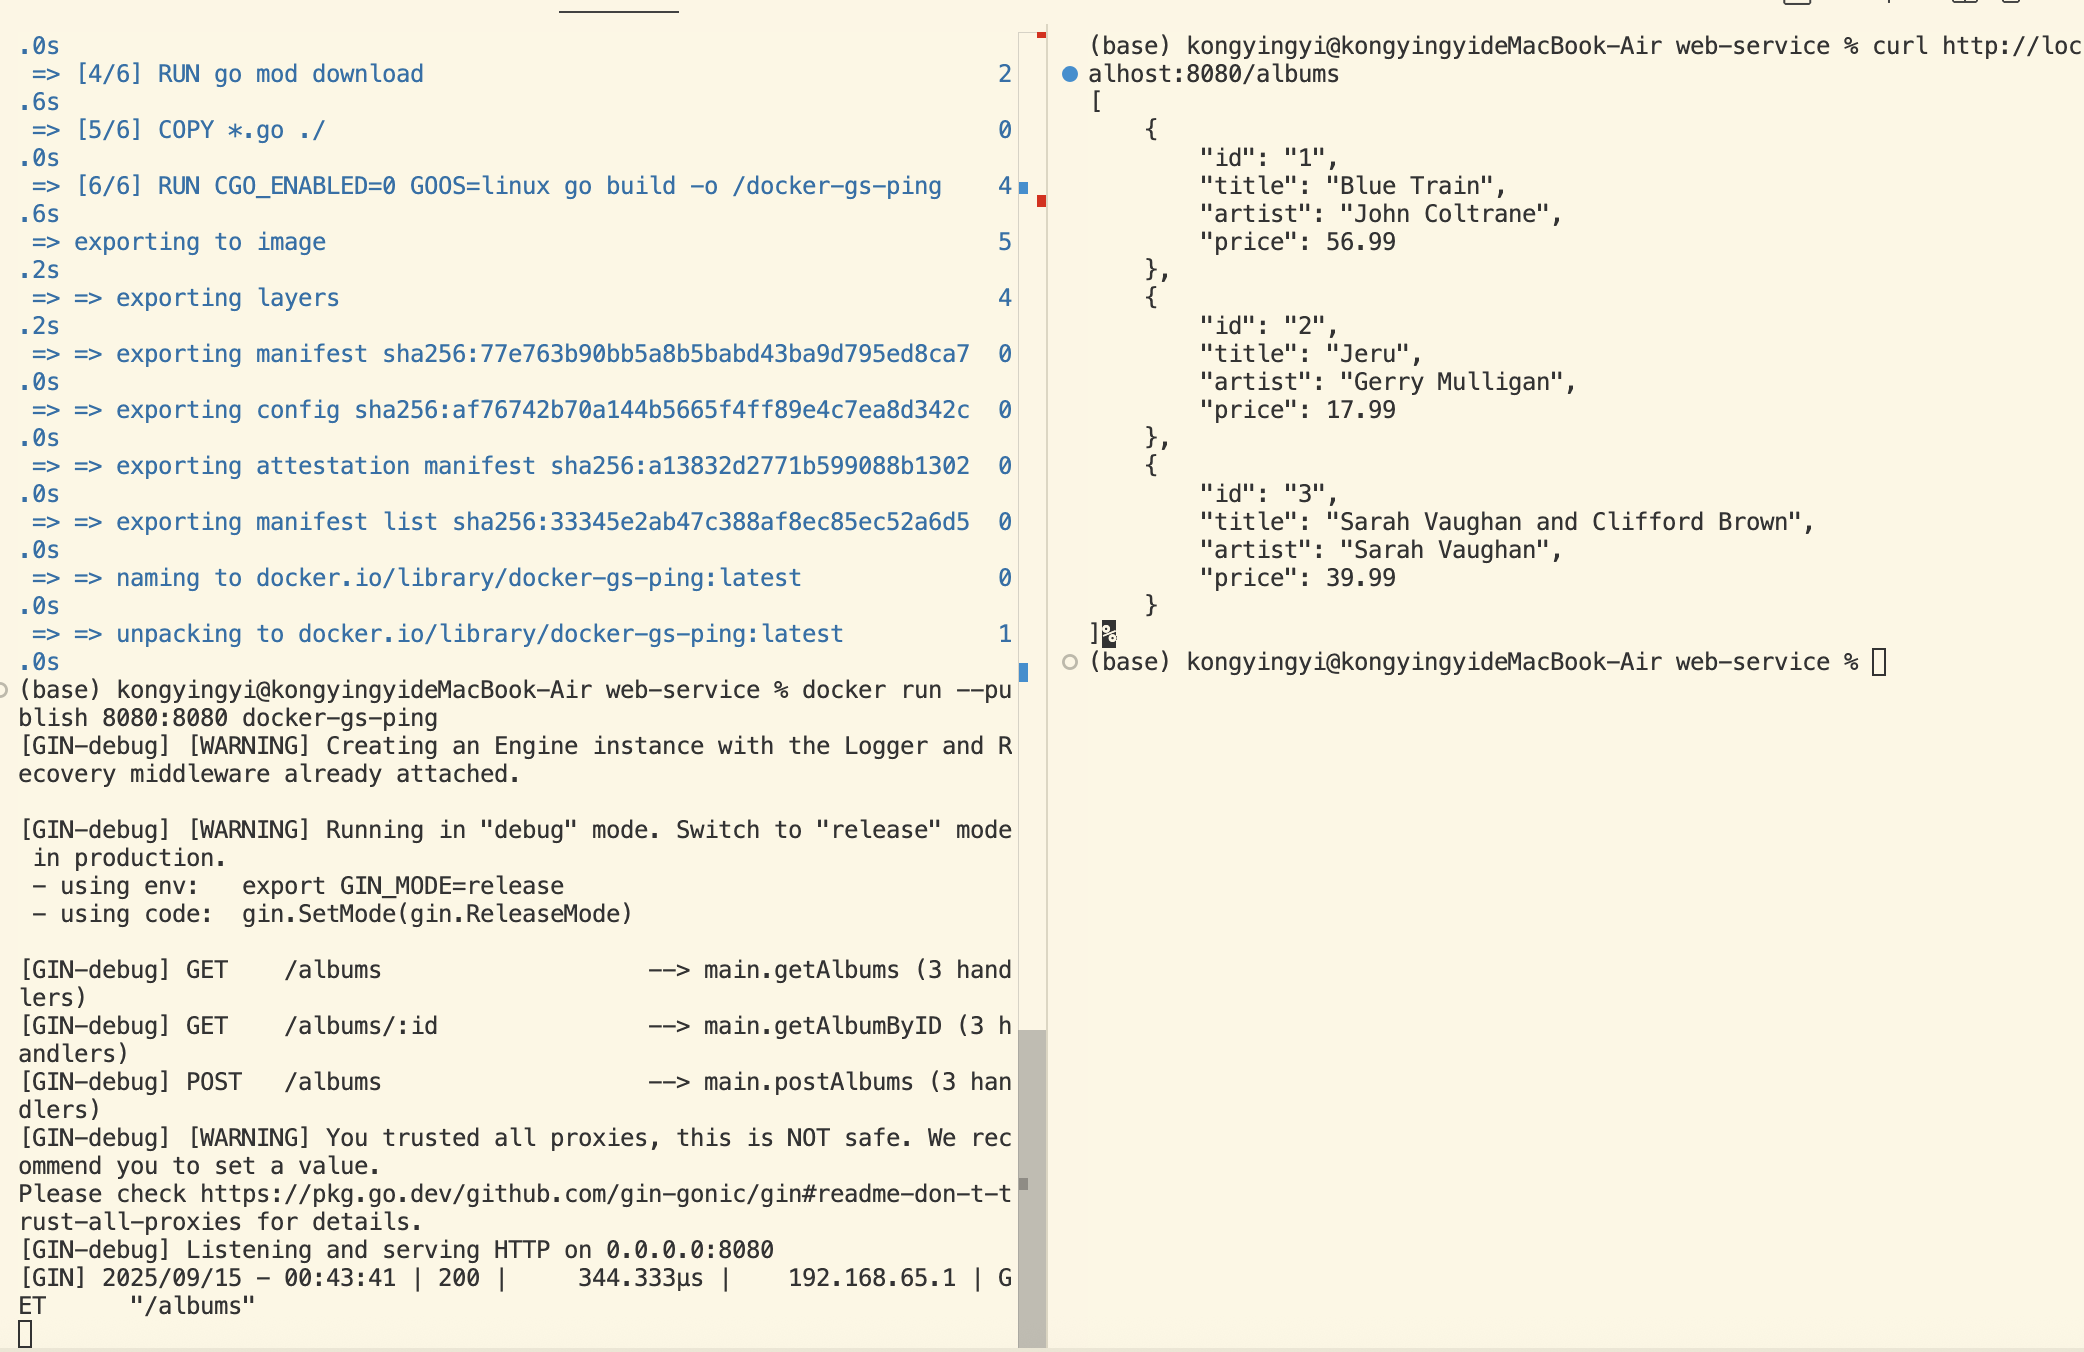 .0s
 => [4/6] RUN go mod download 2
.6s
 => [5/6] COPY *.go ./ 0
.0s
 => [6/6] RUN CGO_ENABLED=0 GOOS=linux go build -o /docker-gs-ping 4
.6s
 => exporting to image 5
.2s
 => => exporting layers 4
.2s
 => => exporting manifest sha256:77e763b90bb5a8b5babd43ba9d795ed8ca7 0
.0s
 => => exporting config sha256:af76742b70a144b5665f4ff89e4c7ea8d342c 0
.0s
 => => exporting attestation manifest sha256:a13832d2771b599088b1302 0
.0s
 => => exporting manifest list sha256:33345e2ab47c388af8ec85ec52a6d5 0
.0s
 => => naming to docker.io/library/docker-gs-ping:latest 0
.0s
 => => unpacking to docker.io/library/docker-gs-ping:latest 1
.0s
(base) kongyingyi@kongyingyideMacBook-Air web-service % docker run --pu
blish 8080:8080 docker-gs-ping
[GIN-debug] [WARNING] Creating an Engine instance with the Logger and R
ecovery middleware already attached.

[GIN-debug] [WARNING] Running in "debug" mode. Switch to "release" mode
 in production.
 - using env:   export GIN_MODE=release
 - using code:  gin.SetMode(gin.ReleaseMode)

[GIN-debug] GET    /albums                   --> main.getAlbums (3 hand
lers)
[GIN-debug] GET    /albums/:id               --> main.getAlbumByID (3 h
andlers)
[GIN-debug] POST   /albums                   --> main.postAlbums (3 han
dlers)
[GIN-debug] [WARNING] You trusted all proxies, this is NOT safe. We rec
ommend you to set a value.
Please check https://pkg.go.dev/github.com/gin-gonic/gin#readme-don-t-t
rust-all-proxies for details.
[GIN-debug] Listening and serving HTTP on 0.0.0.0:8080
[GIN] 2025/09/15 - 00:43:41 | 200 |     344.333µs |    192.168.65.1 | G
ET      "/albums"
(base) kongyingyi@kongyingyideMacBook-Air web-service % curl http://loc
alhost:8080/albums
[
    {
        "id": "1",
        "title": "Blue Train",
        "artist": "John Coltrane",
        "price": 56.99
    },
    {
        "id": "2",
        "title": "Jeru",
        "artist": "Gerry Mulligan",
        "price": 17.99
    },
    {
        "id": "3",
        "title": "Sarah Vaughan and Clifford Brown",
        "artist": "Sarah Vaughan",
        "price": 39.99
    }
]%
(base) kongyingyi@kongyingyideMacBook-Air web-service %